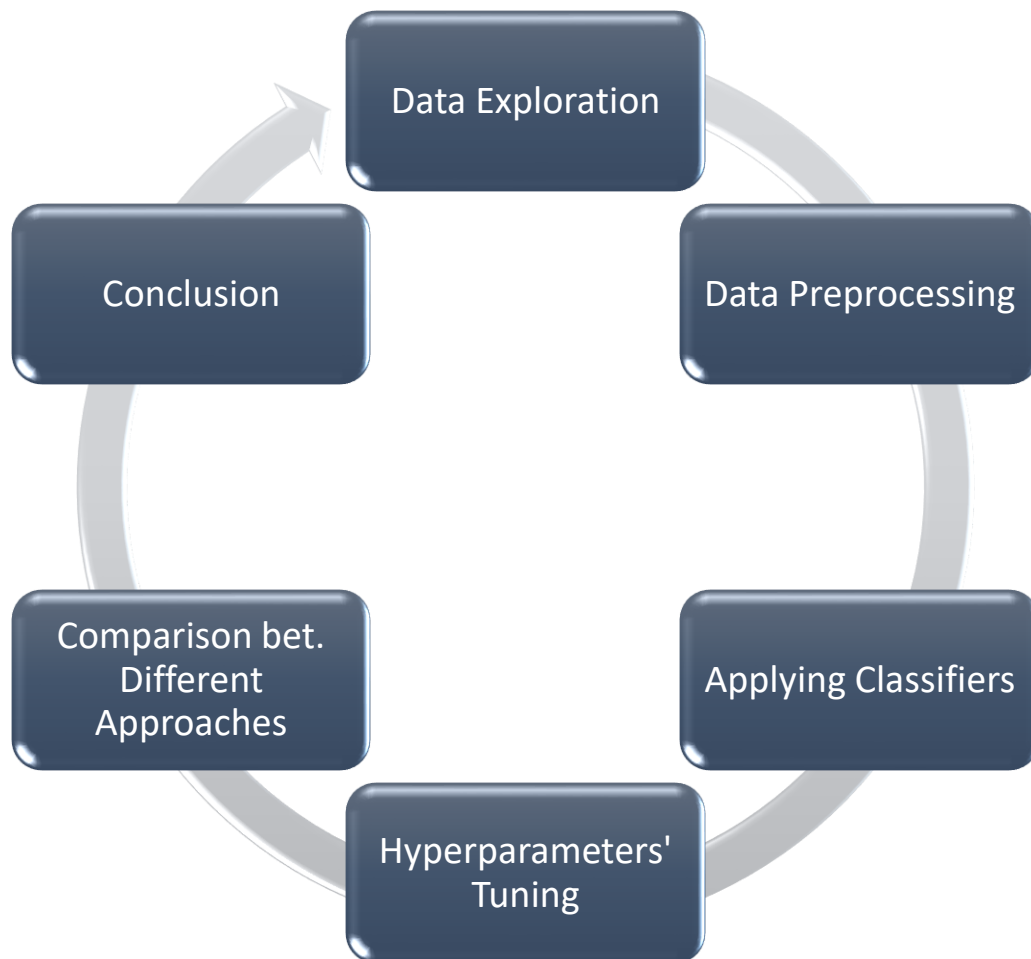 Data Exploration
Data Preprocessing
Applying Classifiers
Hyperparameters'
Tuning
Comparison bet.
Different
Approaches
Conclusion